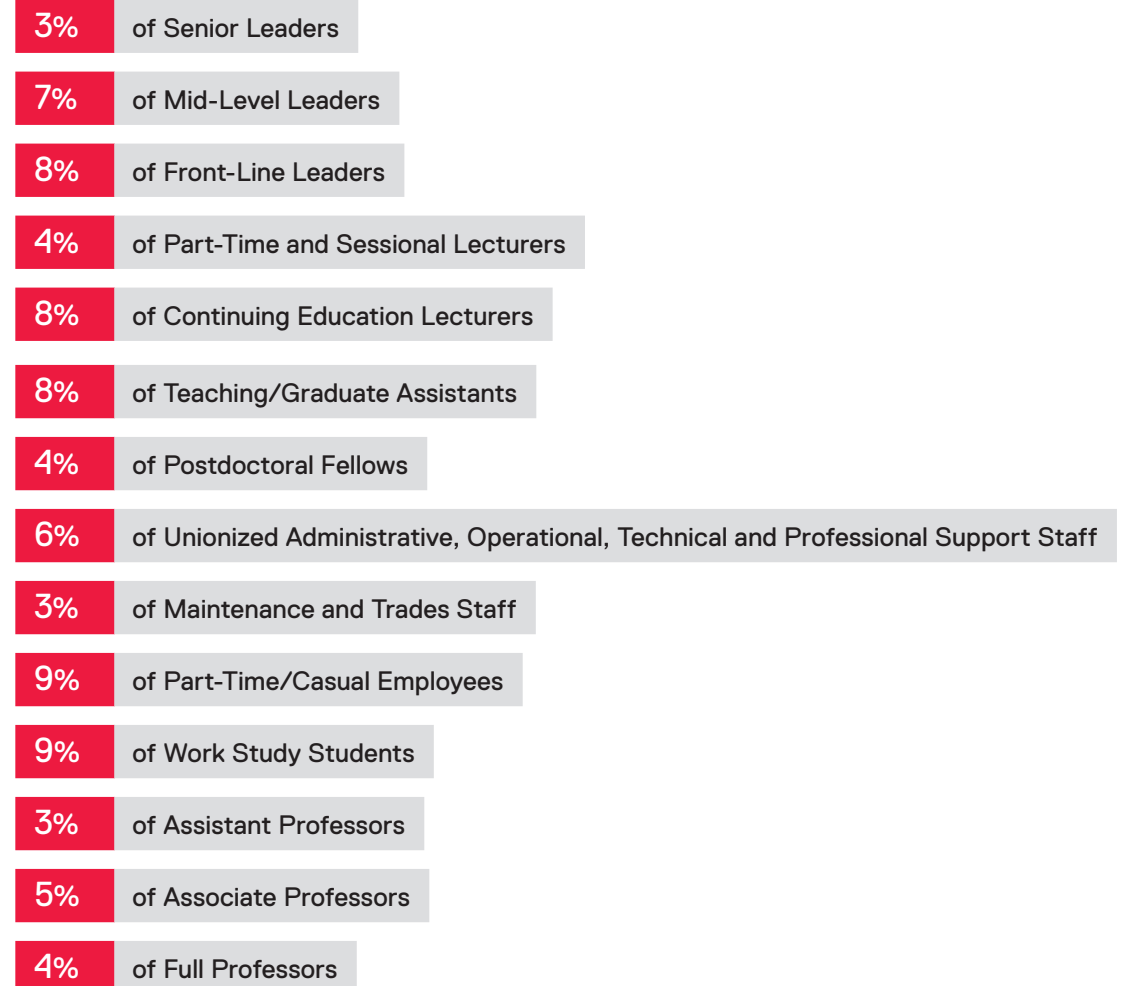 3% of Senior Leaders
7% of Mid-Level Leaders
8% of Front-Line Leaders
4% of Part-Time and Sessional Lecturers
8% of Continuing Education Lecturers
8% of Teaching/Graduate Assistants
4% of Postdoctoral Fellows
6% of Unionized Administrative, Operational, Technical and Professional Support Staff
3% of Maintenance and Trades Staff
9% of Part-Time/Casual Employees
9% of Work Study Students
3% of Assistant Professors
5% of Associate Professors
4% of Full Professors